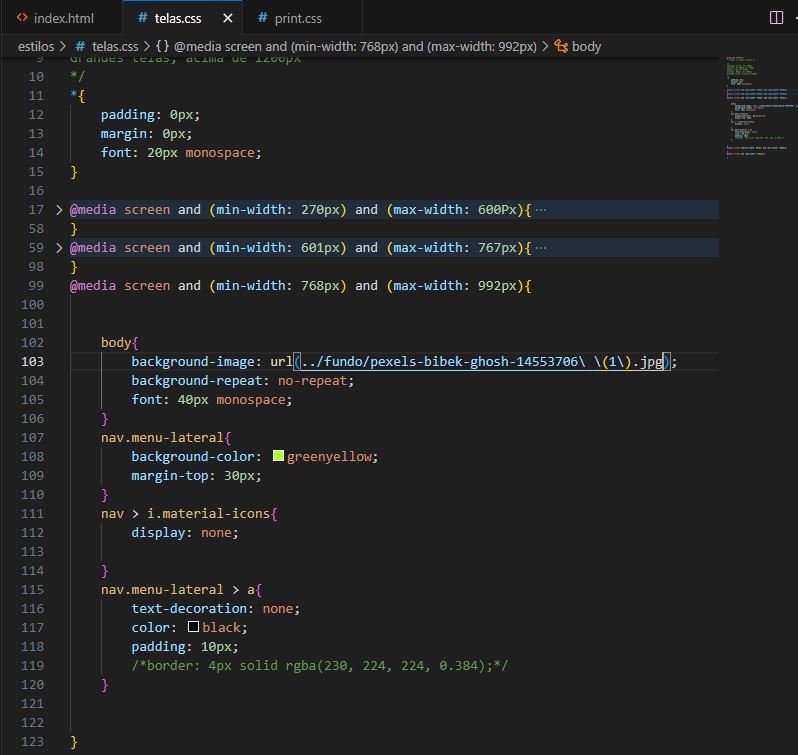 index.html
telas.css
print.css
estilos > telas.css > {} @media screen and (min-width: 768px) and (max-width: 992px) > body
9 Grandes telas, acima de 1200px
10 */
11 *{
12 padding: 0px;
13 margin: 0px;
14 font: 20px monospace;
15 }
16
17 > @media screen and (min-width: 270px) and (max-width: 600Px){ ···
58 }
59 > @media screen and (min-width: 601px) and (max-width: 767px){ ···
98 }
99 @media screen and (min-width: 768px) and (max-width: 992px){
100
101
102 body{
103 background-image: url(../fundo/pexels-bibek-ghosh-14553706\ \(1\).jpg);
104 background-repeat: no-repeat;
105 font: 40px monospace;
106 }
107 nav.menu-lateral{
108 background-color: greenyellow;
109 margin-top: 30px;
110 }
111 nav > i.material-icons{
112 display: none;
113
114 }
115 nav.menu-lateral > a{
116 text-decoration: none;
117 color: black;
118 padding: 10px;
119 /*border: 4px solid rgba(230, 224, 224, 0.384);*/
120 }
121
122
123 }